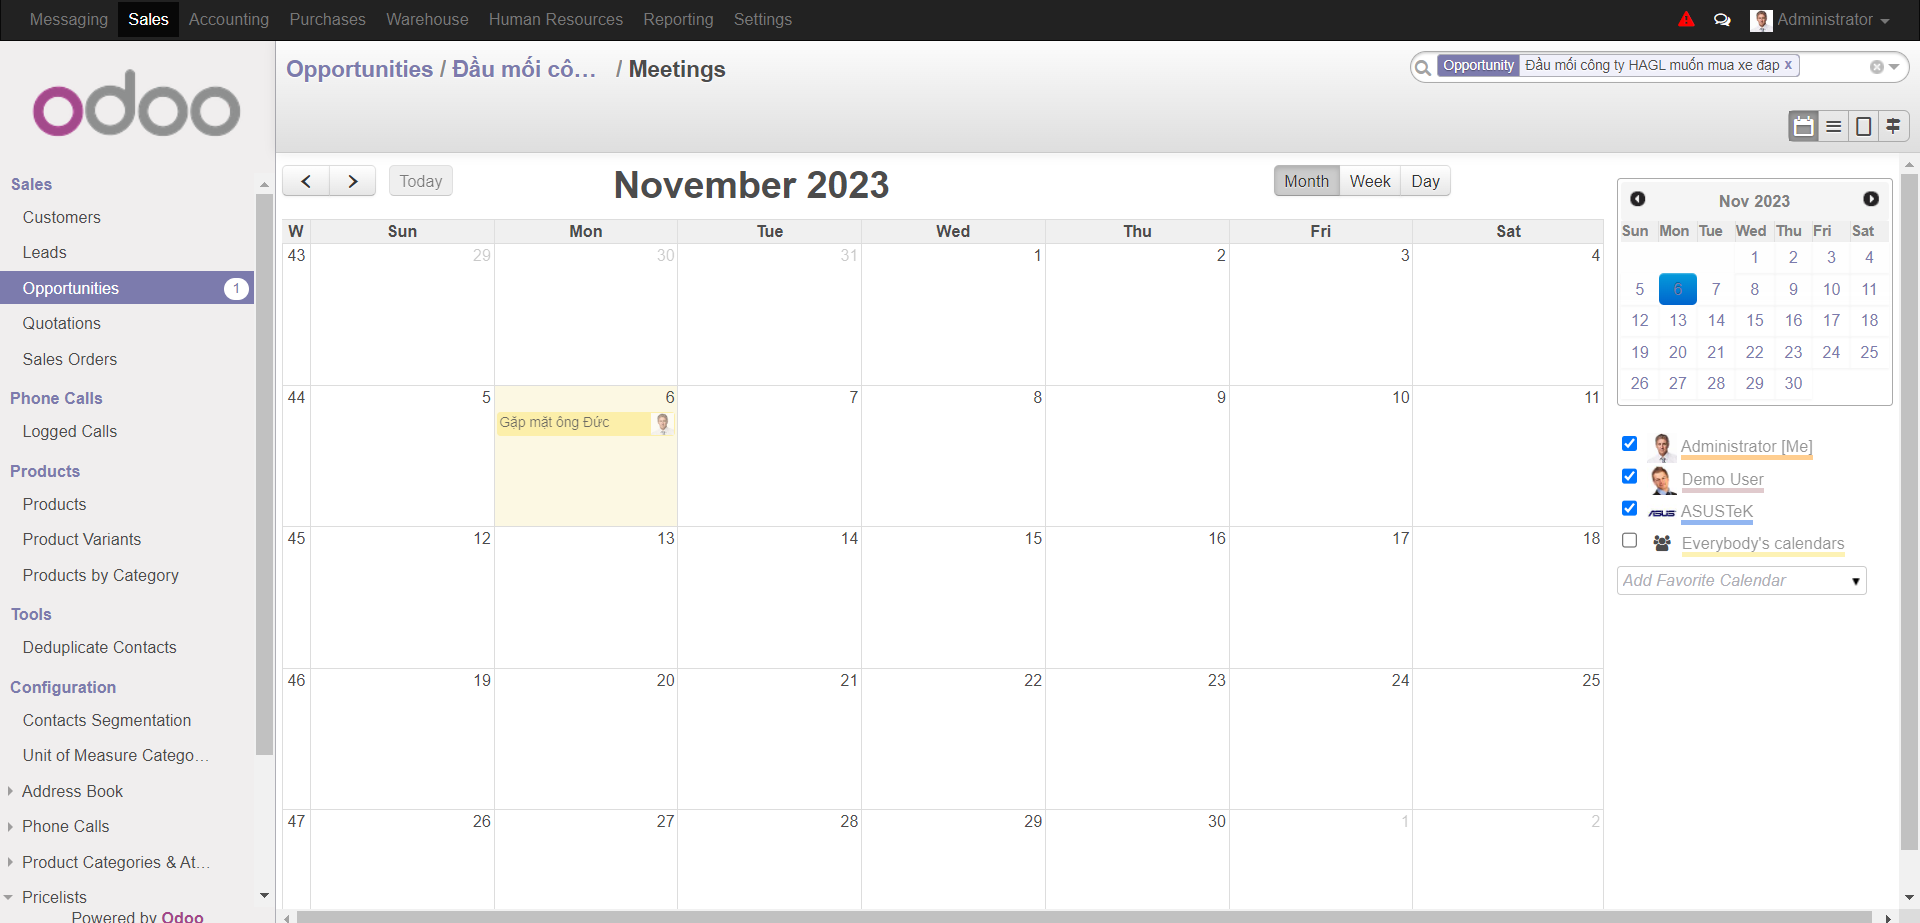 Messaging Sales Accounting Purchases Warehouse Human Resources Reporting Settings Administrator
odoo
Sales
Customers
Leads
Opportunities 1
Quotations
Sales Orders
Phone Calls
Logged Calls
Products
Products
Product Variants
Products by Category
Tools
Deduplicate Contacts
Configuration
Contacts Segmentation
Unit of Measure Catego...
Address Book
Phone Calls
Product Categories & At...
Pricelists
Powered by Odoo
Opportunities / Đầu mối cô... / Meetings
Opportunity Đầu mối công ty HAGL muốn mua xe đạp x
Today
November 2023
Month Week Day
W Sun Mon Tue Wed Thu Fri Sat
43 29 30 31 1 2 3 4
44 5 6 7 8 9 10 11
Gặp mặt ông Đức
45 12 13 14 15 16 17 18
46 19 20 21 22 23 24 25
47 26 27 28 29 30 1 2
Nov 2023
Sun Mon Tue Wed Thu Fri Sat
1 2 3 4
5 6 7 8 9 10 11
12 13 14 15 16 17 18
19 20 21 22 23 24 25
26 27 28 29 30
Administrator [Me]
Demo User
ASUS ASUSTeK
Everybody's calendars
Add Favorite Calendar